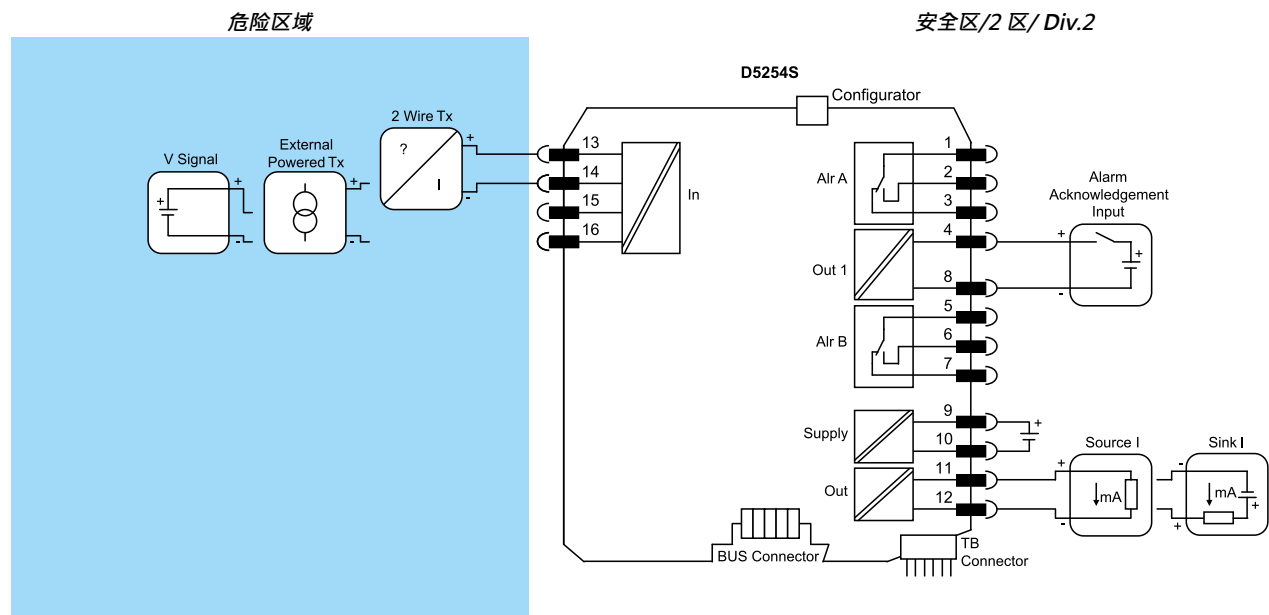 危险区域
安全区/2 区/ Div.2
D5254S
Configurator
2 Wire Tx
?
I
+
-
External
Powered Tx
+
-
V Signal
+
+
-
13
14
15
16
In
Alr A
1
2
3
Out 1
4
8
Alr B
5
6
7
Supply
9
10
Out
11
12
Alarm
Acknowledgement
Input
+
-
+
+
Source I
+
-
mA
Sink I
-
+
mA
+
BUS Connector
TB
Connector